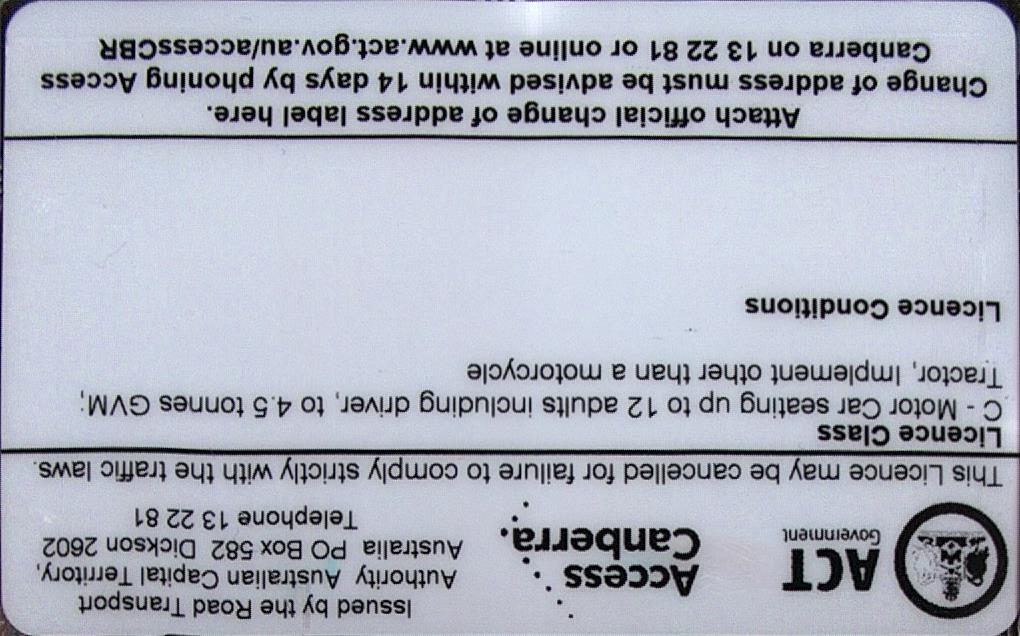 ACT
Government
Access
Canberra.
Issued by the Road Transport
Authority Australian Capital Territory,
Australia PO Box 582 Dickson 2602
Telephone 13 22 81
This Licence may be cancelled for failure to comply strictly with the traffic laws.
Licence Class
C - Motor Car seating up to 12 adults including driver, to 4.5 tonnes GVM;
Tractor, Implement other than a motorcycle
Licence Conditions
Attach official change of address label here.
Change of address must be advised within 14 days by phoning Access
Canberra on 13 22 81 or online at www.act.gov.au/accessCBR